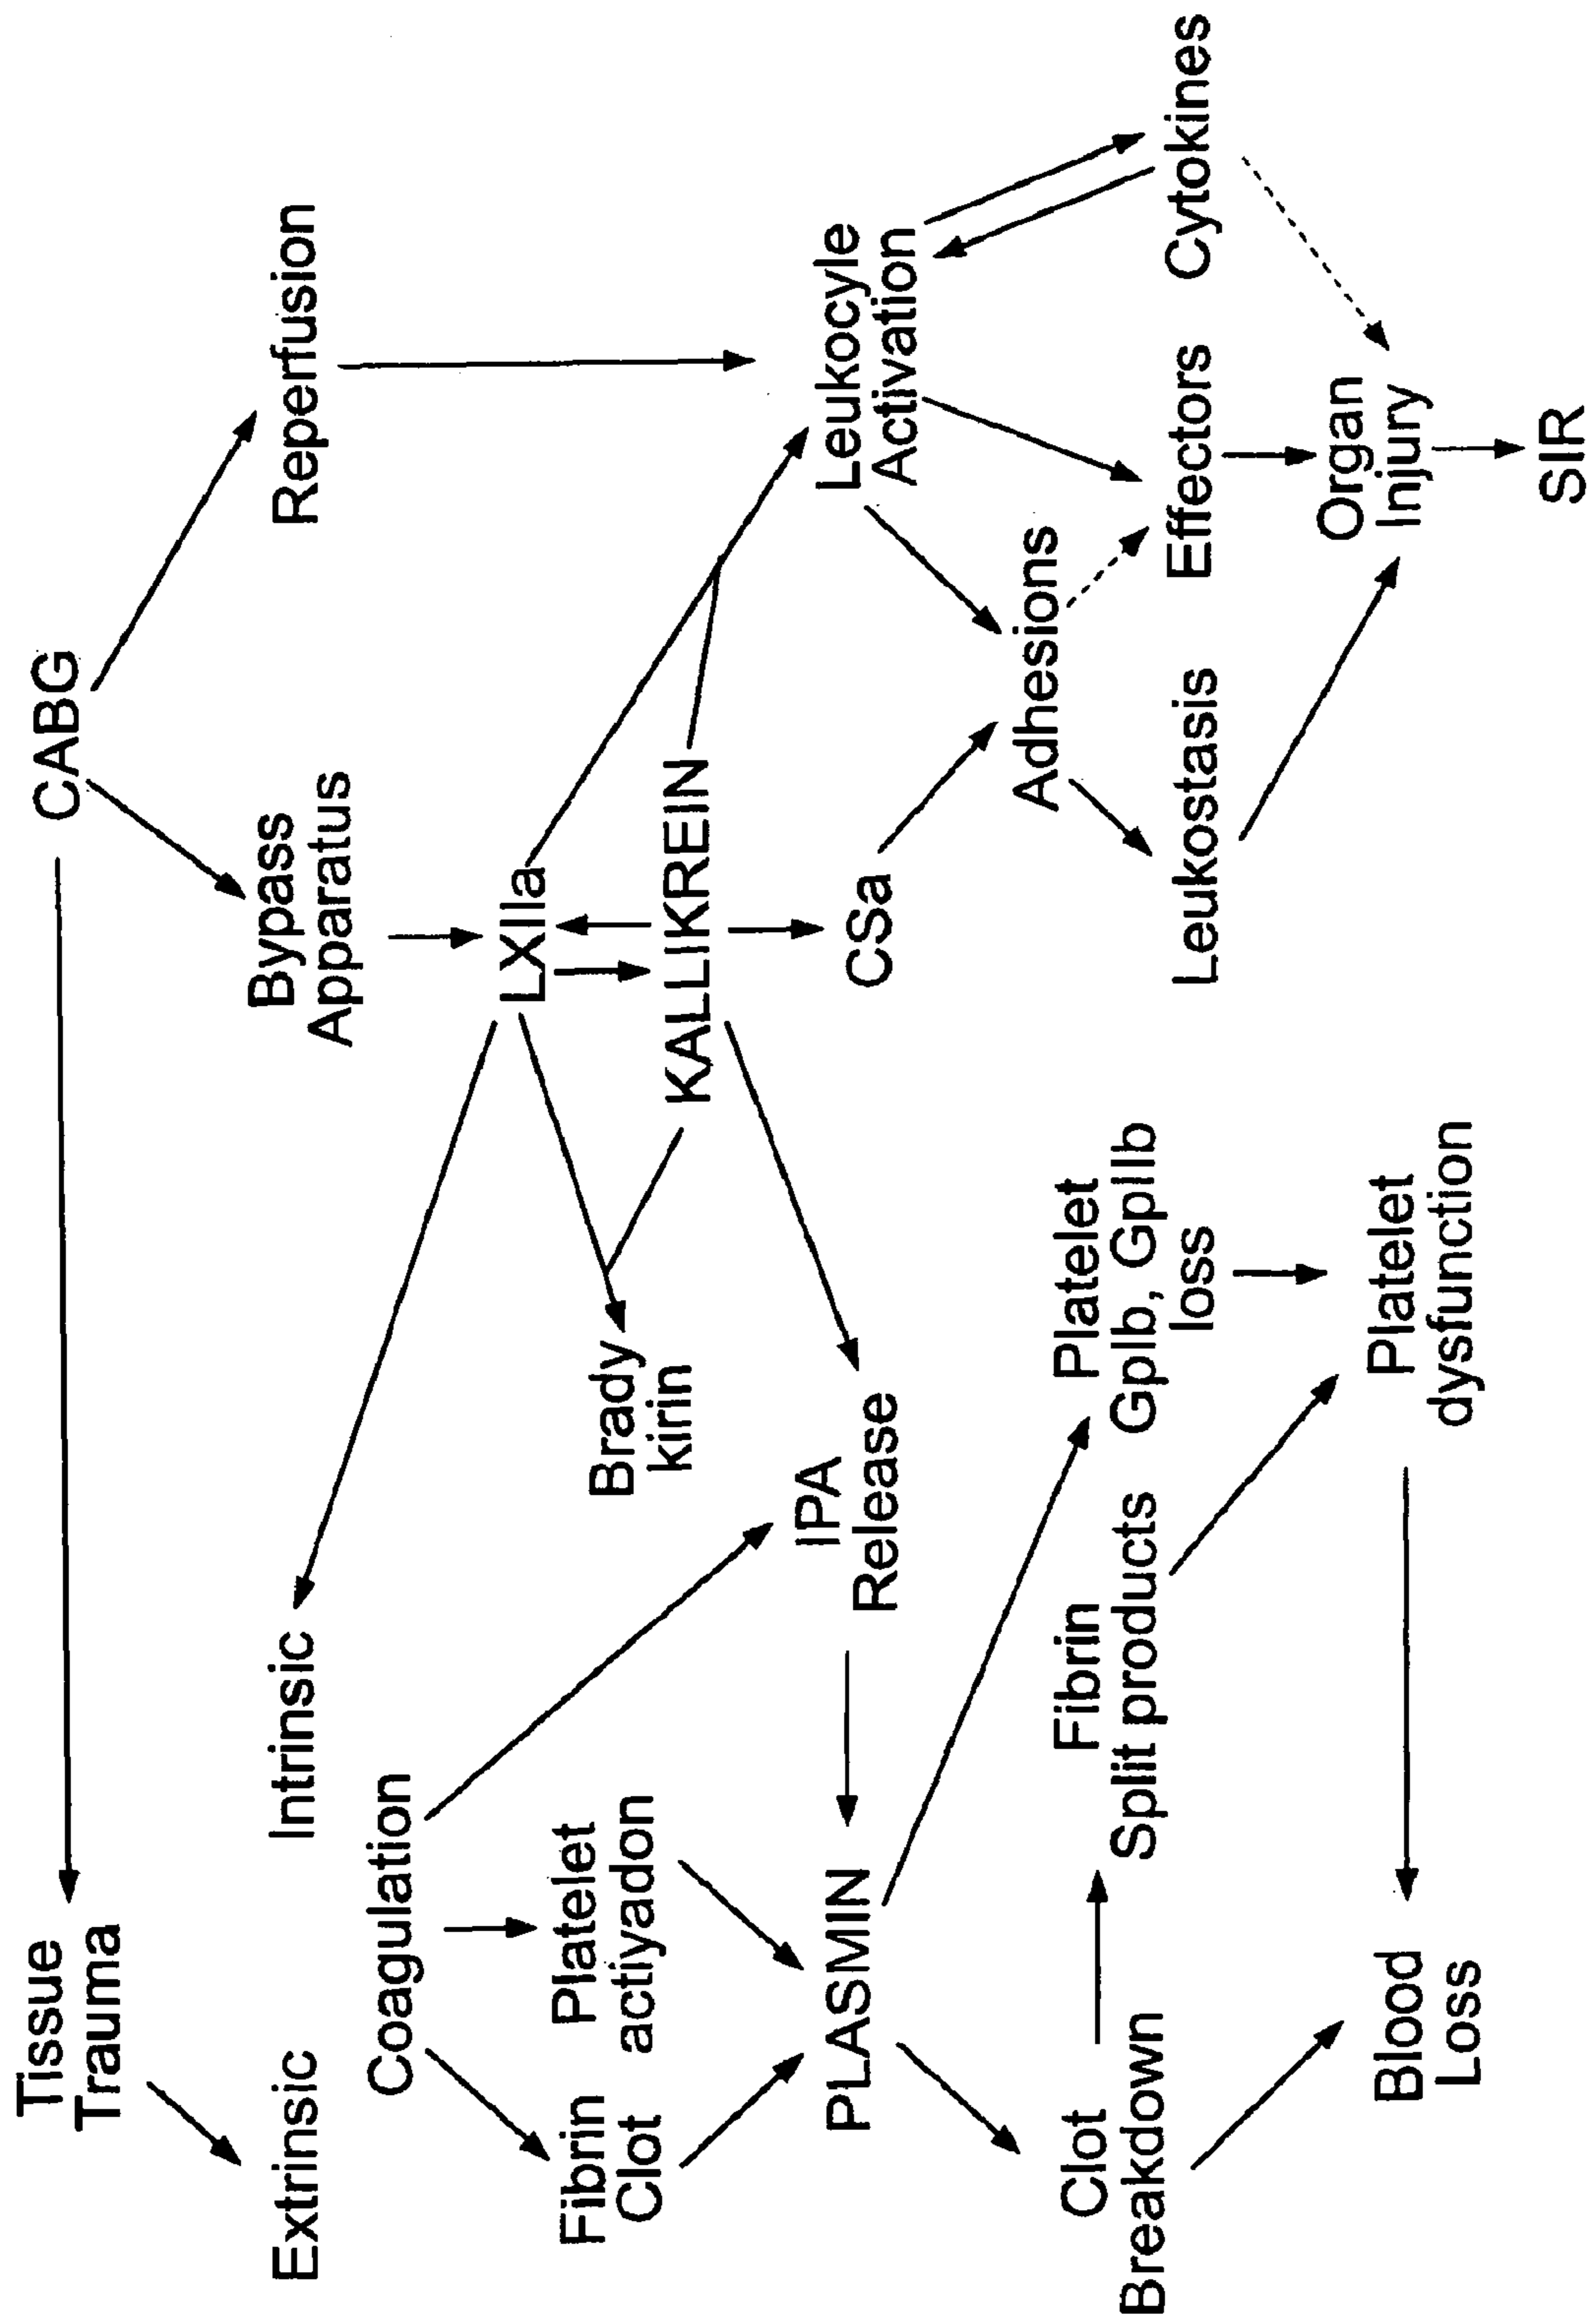 CABG
Tissue
Trauma
Bypass
Apparatus
Reperfusion
Extrinsic
Intrinsic
Coagulation
LXIIa
Fibrin
Clot
Platelet
actiyadon
Brady
kirin
KALLIKREIN
IPA
Release
PLASMIN
CSa
Leukocyle
Activation
Adhesions
Clot
Breakdown
Fibrin
Split products
Platelet
GpIb, GpIIb
loss
Leukostasis
Effectors
Cytokines
Blood
Loss
Platelet
dysfunction
Organ
Injury
SIR